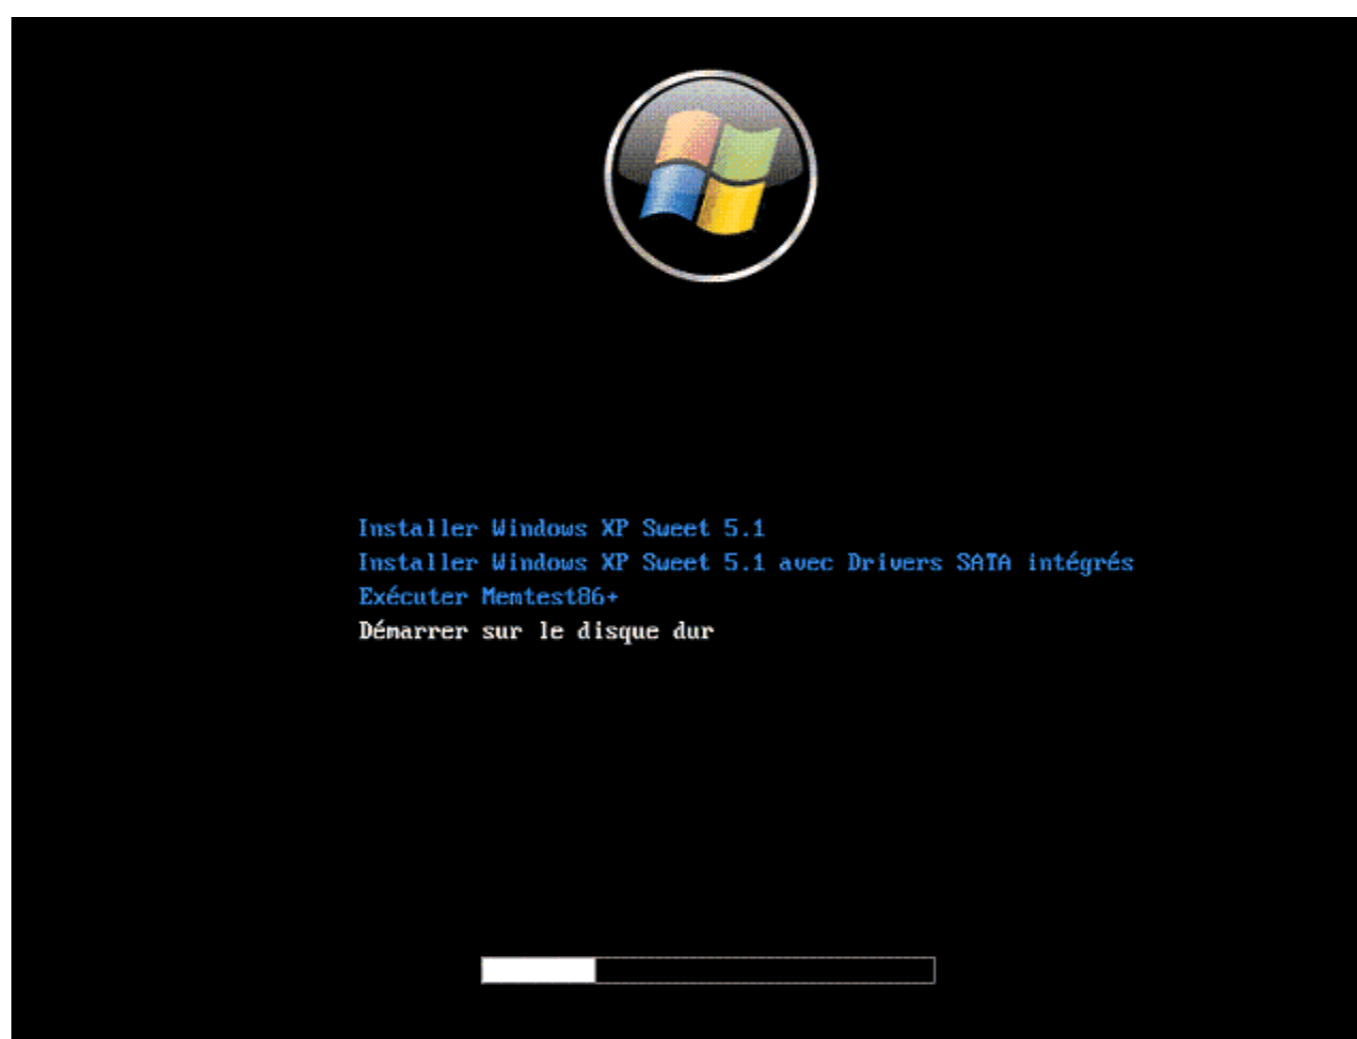 Installer Windows XP Sweet 5.1
Installer Windows XP Sweet 5.1 avec Drivers SATA intégrés
Exécuter Memtest86+
Démarrer sur le disque dur